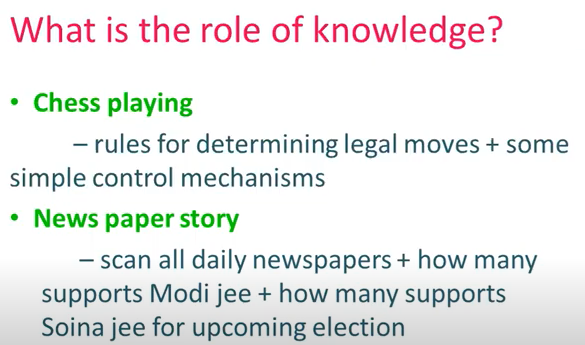 What is the role of knowledge?
• Chess playing
– rules for determining legal moves + some
simple control mechanisms
• News paper story
– scan all daily newspapers + how many
supports Modi jee + how many supports
Soina jee for upcoming election